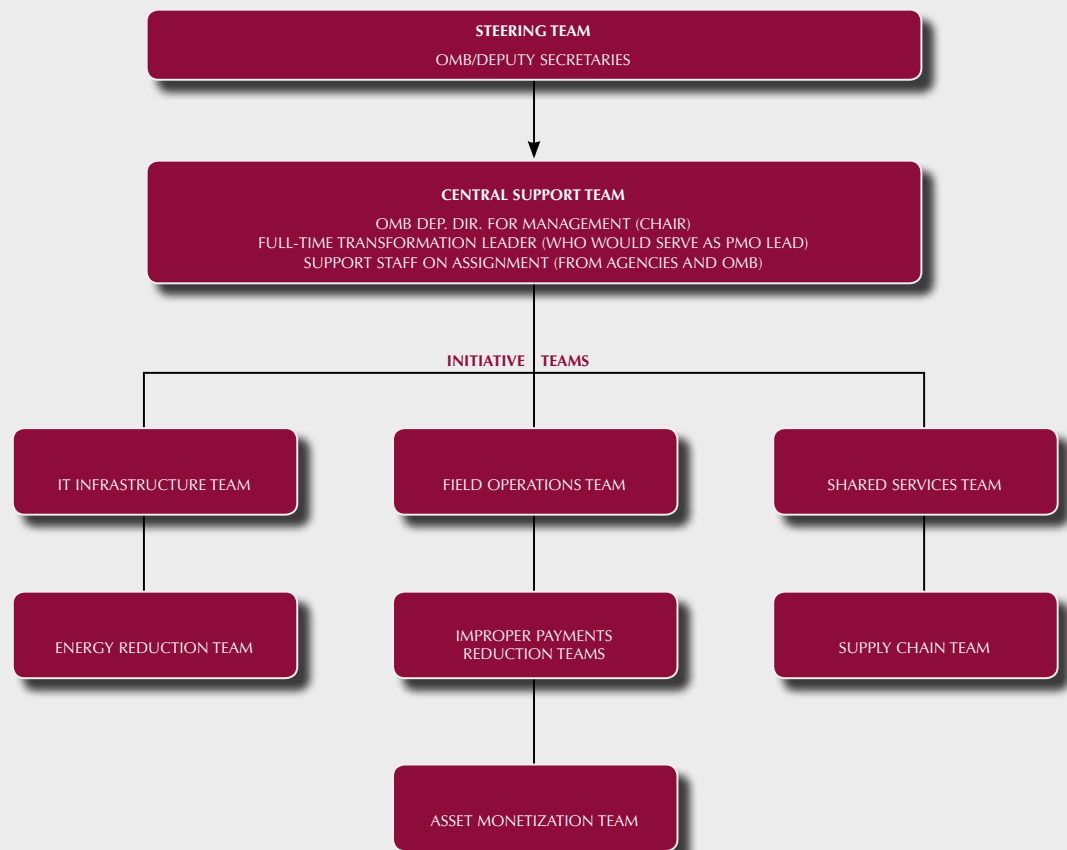 STEERING TEAM
OMB/DEPUTY SECRETARIES
CENTRAL SUPPORT TEAM
OMB DEP. DIR. FOR MANAGEMENT (CHAIR)
FULL-TIME TRANSFORMATION LEADER (WHO WOULD SERVE AS PMO LEAD)
SUPPORT STAFF ON ASSIGNMENT (FROM AGENCIES AND OMB)
INITIATIVE TEAMS
IT INFRASTRUCTURE TEAM
FIELD OPERATIONS TEAM
SHARED SERVICES TEAM
ENERGY REDUCTION TEAM
IMPROPER PAYMENTS
REDUCTION TEAMS
SUPPLY CHAIN TEAM
ASSET MONETIZATION TEAM